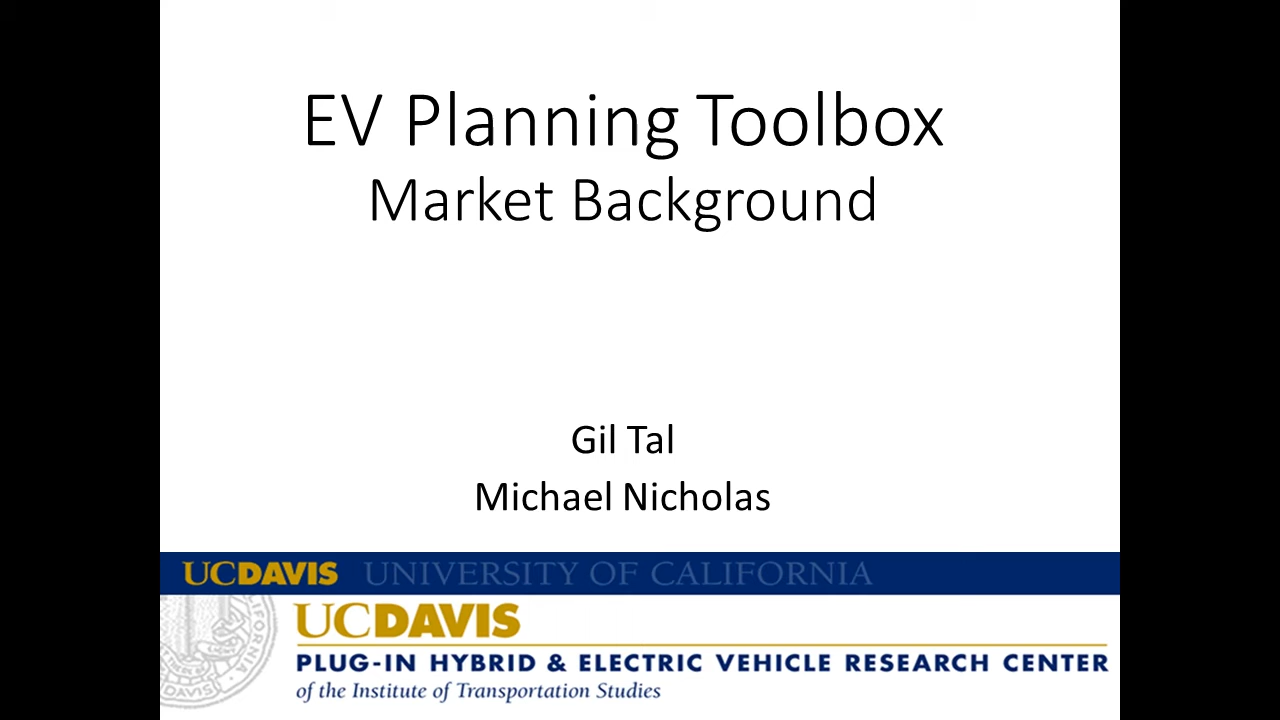 EV Planning Toolbox
Market Background
Gil Tal
Michael Nicholas
UCDAVIS UNIVERSITY OF CALIFORNIA
UCDAVIS
PLUG-IN HYBRID & ELECTRIC VEHICLE RESEARCH CENTER
of the Institute of Transportation Studies